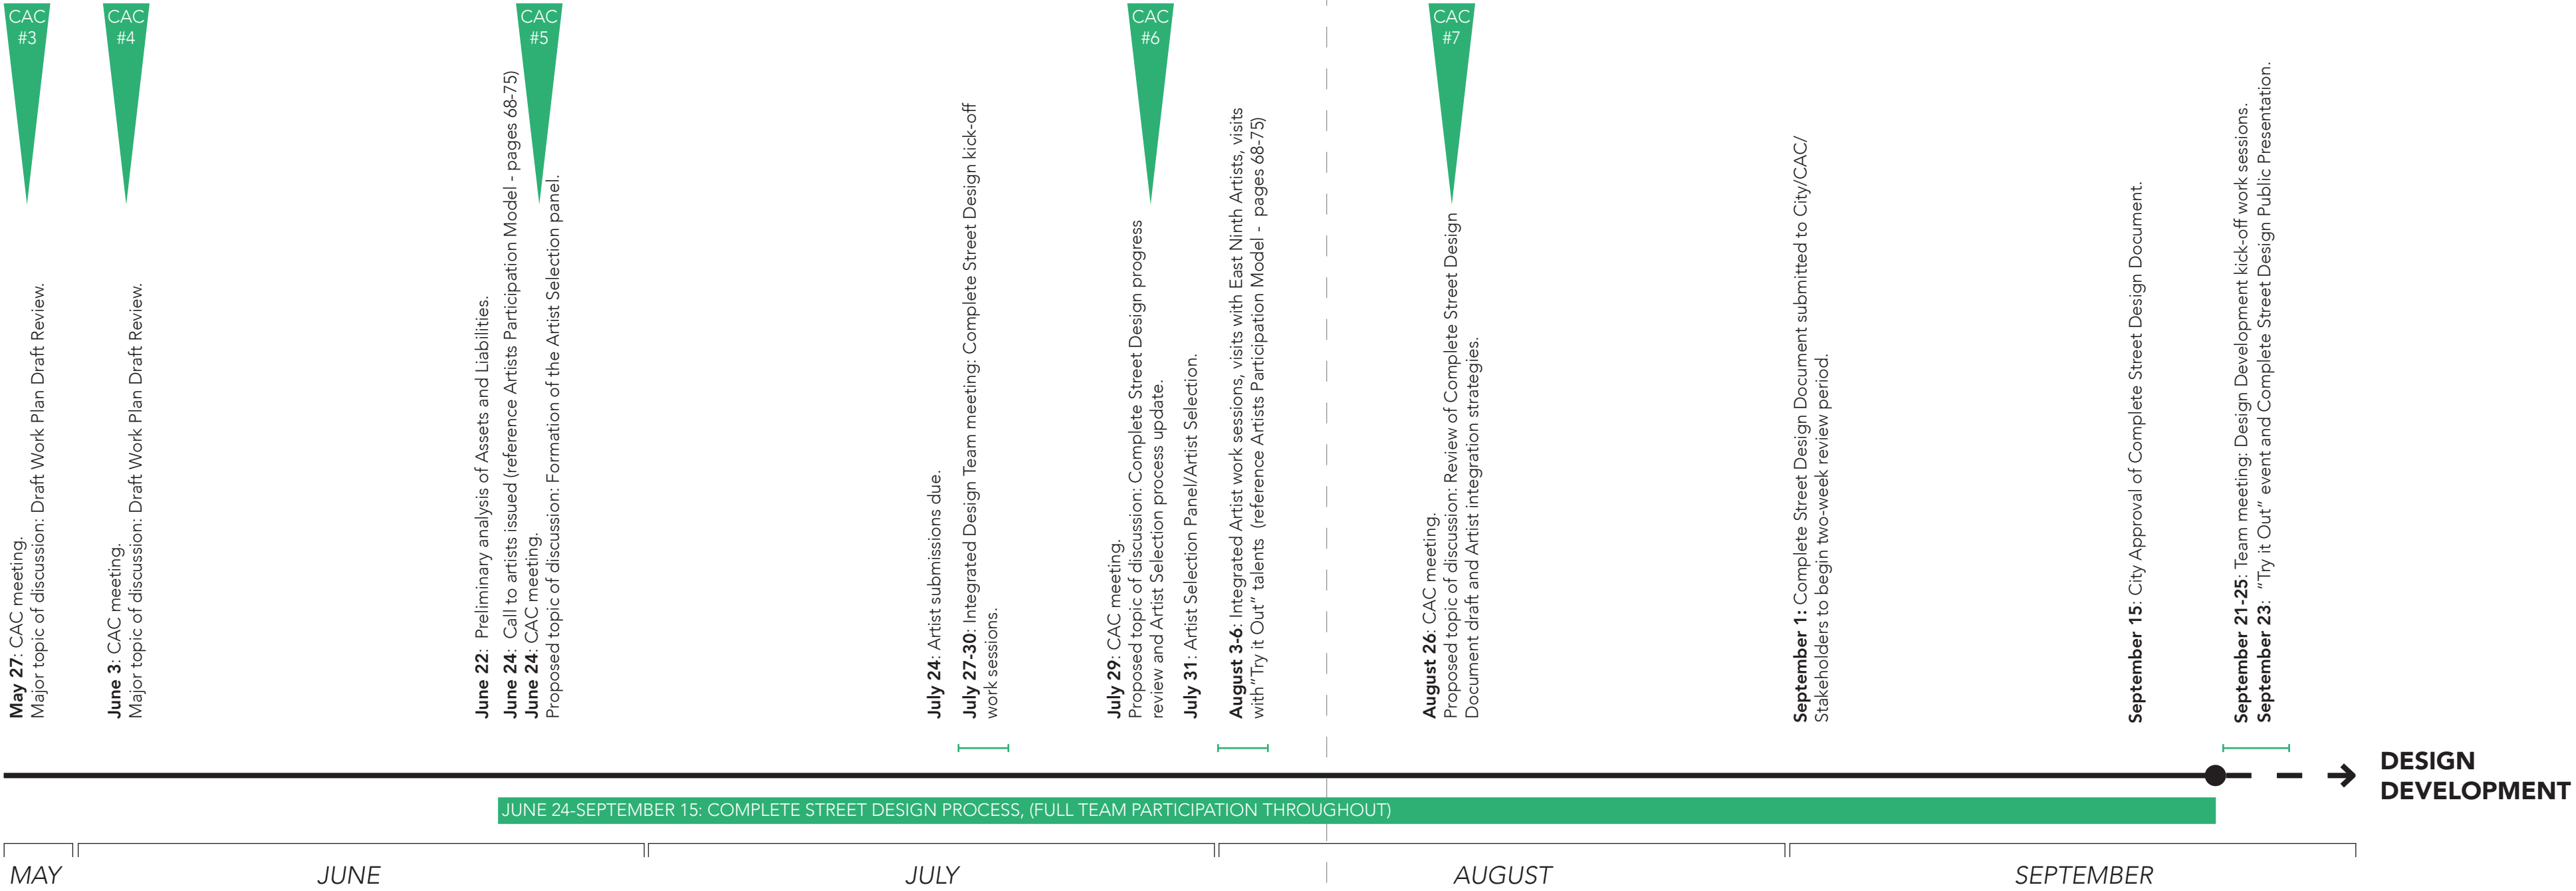 CAC
#3
CAC
#4
CAC
#5
CAC
#6
CAC
#7
May 27: CAC meeting.
Major topic of discussion: Draft Work Plan Draft Review.
June 3: CAC meeting.
Major topic of discussion: Draft Work Plan Draft Review.
June 22: Preliminary analysis of Assets and Liabilities.
June 24: Call to artists issued (reference Artists Participation Model - pages 68-75)
June 24: CAC meeting.
Proposed topic of discussion: Formation of the Artist Selection panel.
July 24: Artist submissions due.
July 27-30: Integrated Design Team meeting: Complete Street Design kick-off
work sessions.
July 29: CAC meeting.
Proposed topic of discussion: Complete Street Design progress
review and Artist Selection process update.
July 31: Artist Selection Panel/Artist Selection.
August 3-6: Integrated Artist work sessions, visits with East Ninth Artists, visits
with "Try it Out" talents (reference Artists Participation Model - pages 68-75)
August 26: CAC meeting.
Proposed topic of discussion: Review of Complete Street Design
Document draft and Artist integration strategies.
September 1: Complete Street Design Document submitted to City/CAC/
Stakeholders to begin two-week review period.
September 15: City Approval of Complete Street Design Document.
September 21-25: Team meeting: Design Development kick-off work sessions.
September 23: "Try it Out" event and Complete Street Design Public Presentation.
DESIGN
DEVELOPMENT
JUNE 24-SEPTEMBER 15: COMPLETE STREET DESIGN PROCESS, (FULL TEAM PARTICIPATION THROUGHOUT)
MAY
JUNE
JULY
AUGUST
SEPTEMBER